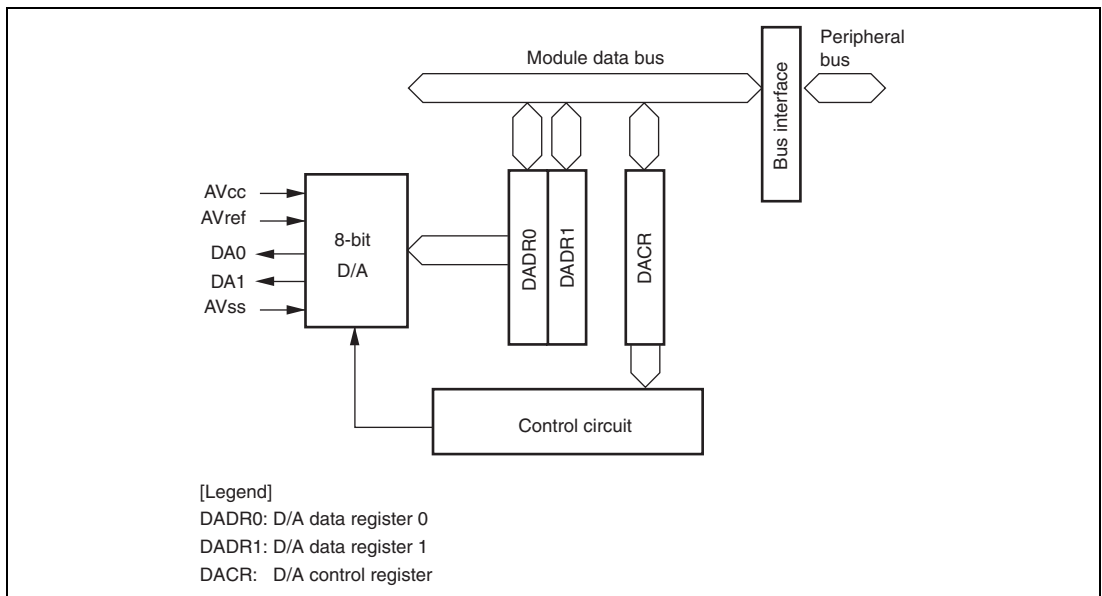 Module data bus
Peripheral
bus
Bus interface
AVcc
AVref
DA0
DA1
AVss
8-bit
D/A
DADR0
DADR1
DACR
Control circuit
[Legend]
DADR0: D/A data register 0
DADR1: D/A data register 1
DACR: D/A control register